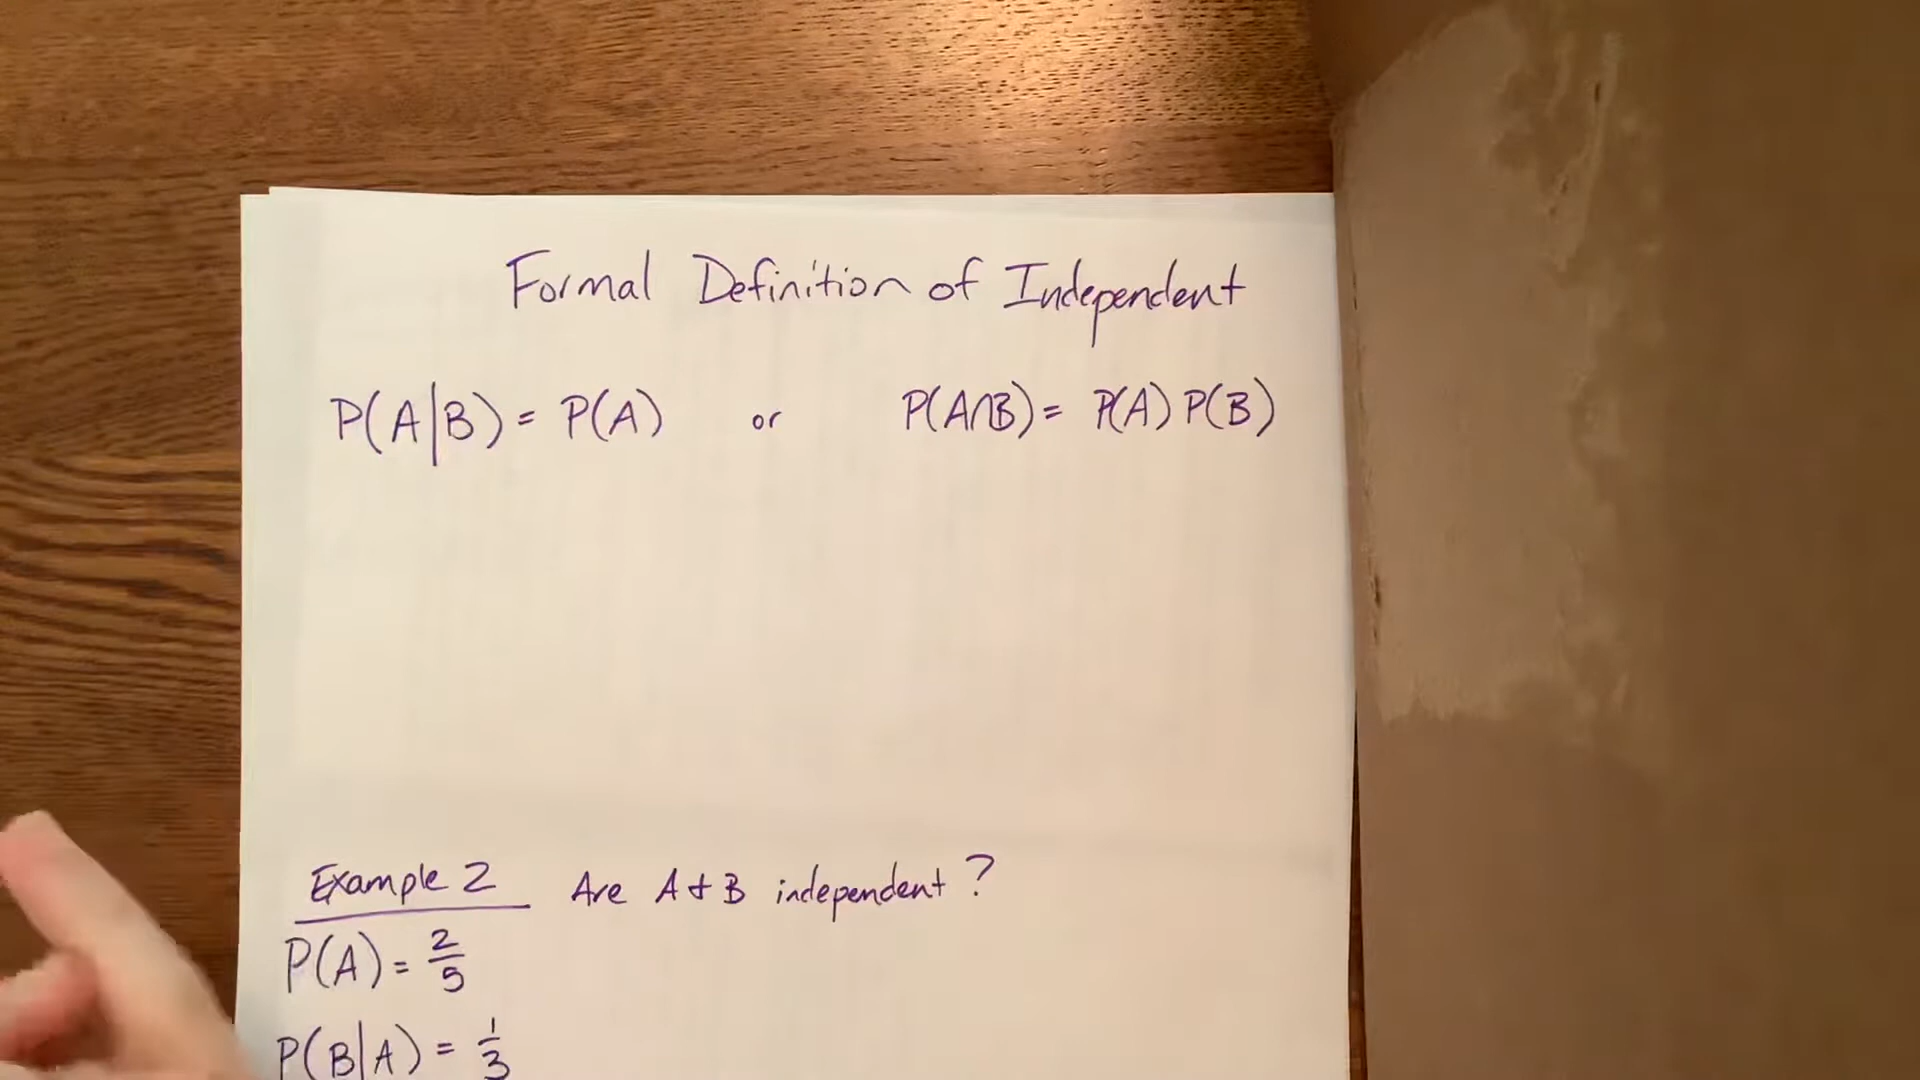 Formal Definition of Independent
P(A|B) = P(A) or P(A∩B) = P(A) P(B)
Example 2 Are A + B independent ?
P(A) = 2/5
P(B|A) = 1/3